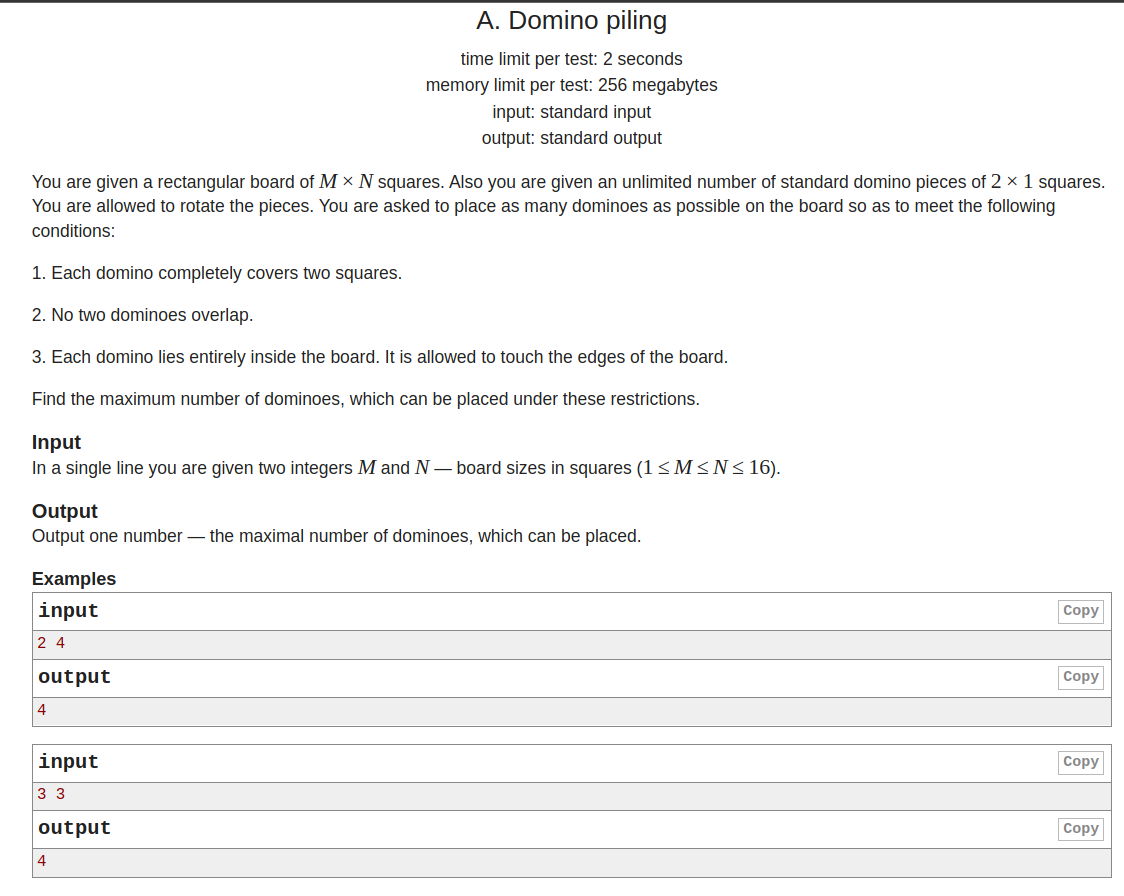 A. Domino piling
time limit per test: 2 seconds
memory limit per test: 256 megabytes
input: standard input
output: standard output
You are given a rectangular board of M × N squares. Also you are given an unlimited number of standard domino pieces of 2 × 1 squares.
You are allowed to rotate the pieces. You are asked to place as many dominoes as possible on the board so as to meet the following
conditions:
1. Each domino completely covers two squares.
2. No two dominoes overlap.
3. Each domino lies entirely inside the board. It is allowed to touch the edges of the board.
Find the maximum number of dominoes, which can be placed under these restrictions.
Input
In a single line you are given two integers M and N — board sizes in squares (1 ≤ M ≤ N ≤ 16).
Output
Output one number — the maximal number of dominoes, which can be placed.
Examples
input Copy
2 4
output Copy
4
input Copy
3 3
output Copy
4